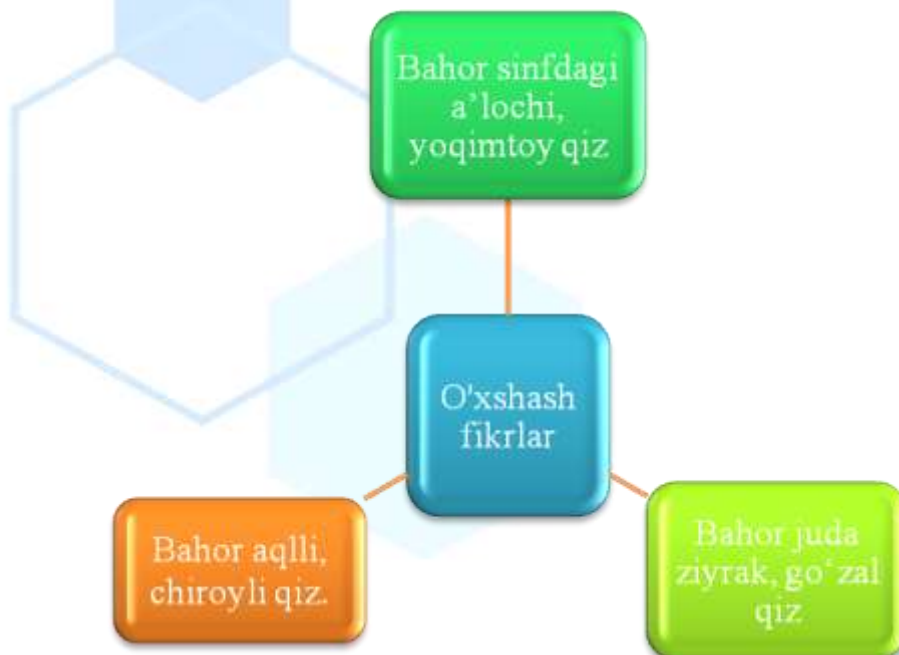 Bahor sinfdagi
a’lochi,
yoqimtoy qiz
O'xshash
fikrlar
Bahor aqlli,
chiroyli qiz.
Bahor juda
ziyrak, go‘zal
qiz